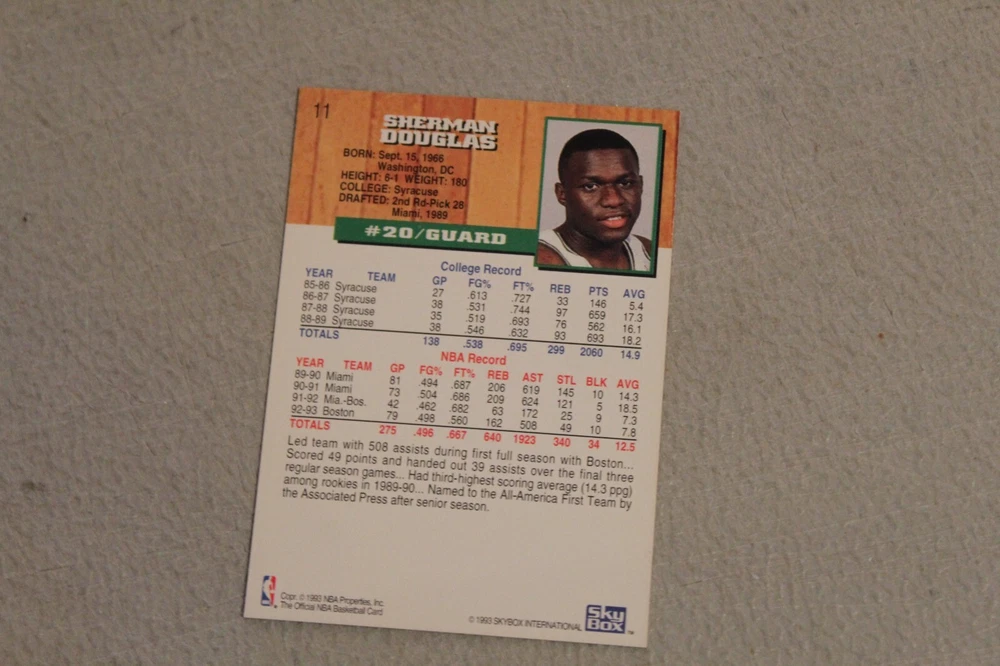 11
SHERMAN
DOUGLAS
BORN: Sept. 15, 1966
Washington, DC
HEIGHT: 6-1 WEIGHT: 180
COLLEGE: Syracuse
DRAFTED: 2nd Rd-Pick 28
Miami, 1989
#20/GUARD
College Record
YEAR TEAM GP FG% FT% REB PTS AVG
85-86 Syracuse 27 .613 .727 33 146 5.4
86-87 Syracuse 38 .531 .744 97 659 17.3
87-88 Syracuse 35 .519 .693 76 562 16.1
88-89 Syracuse 38 .546 .632 93 693 18.2
TOTALS 138 .538 .695 299 2060 14.9
NBA Record
YEAR TEAM GP FG% FT% REB AST STL BLK AVG
89-90 Miami 81 .494 .687 206 619 145 10 14.3
90-91 Miami 73 .504 .686 209 624 121 5 18.5
91-92 Mia.-Bos. 42 .462 .682 63 172 25 9 7.3
92-93 Boston 79 .498 .560 162 508 49 10 7.8
TOTALS 275 .496 .667 640 1923 340 34 12.5
Led team with 508 assists during first full season with Boston...
Scored 49 points and handed out 39 assists over the final three
regular season games... Had third-highest scoring average (14.3 ppg)
among rookies in 1989-90... Named to the All-America First Team by
the Associated Press after senior season.
Copr. © 1993 NBA Properties, Inc
The Official NBA Basketball Card
© 1993 SKYBOX INTERNATIONAL
Sky
Box
TM